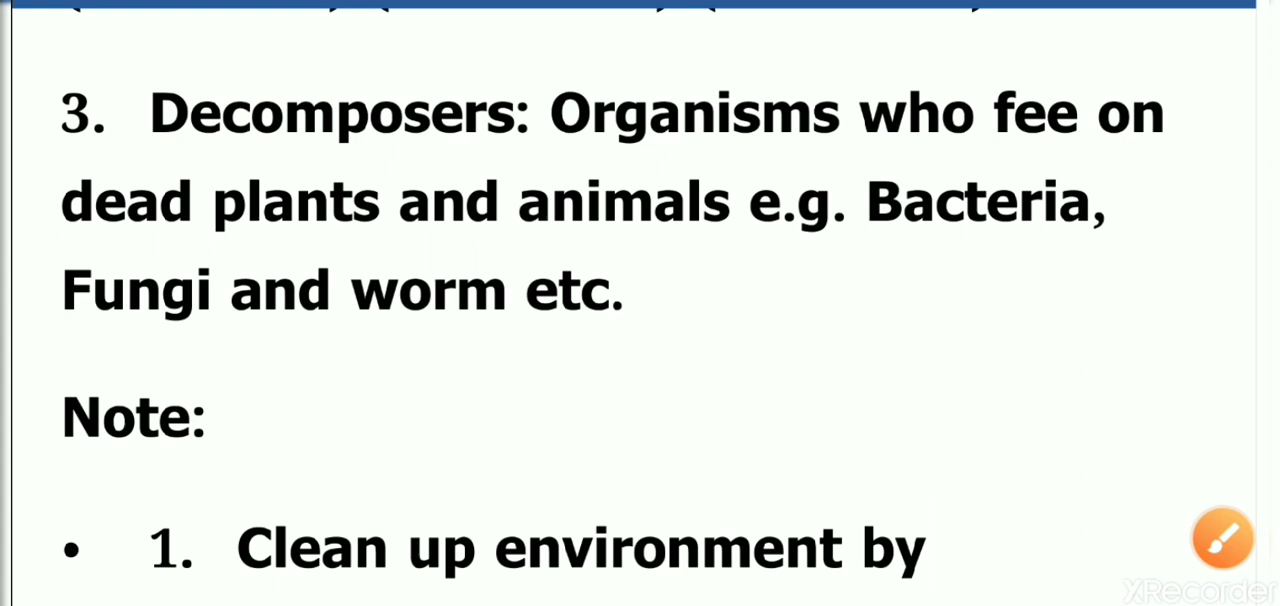 3. Decomposers: Organisms who fee on
dead plants and animals e.g. Bacteria,
Fungi and worm etc.
Note:
• 1. Clean up environment by
XRecorder